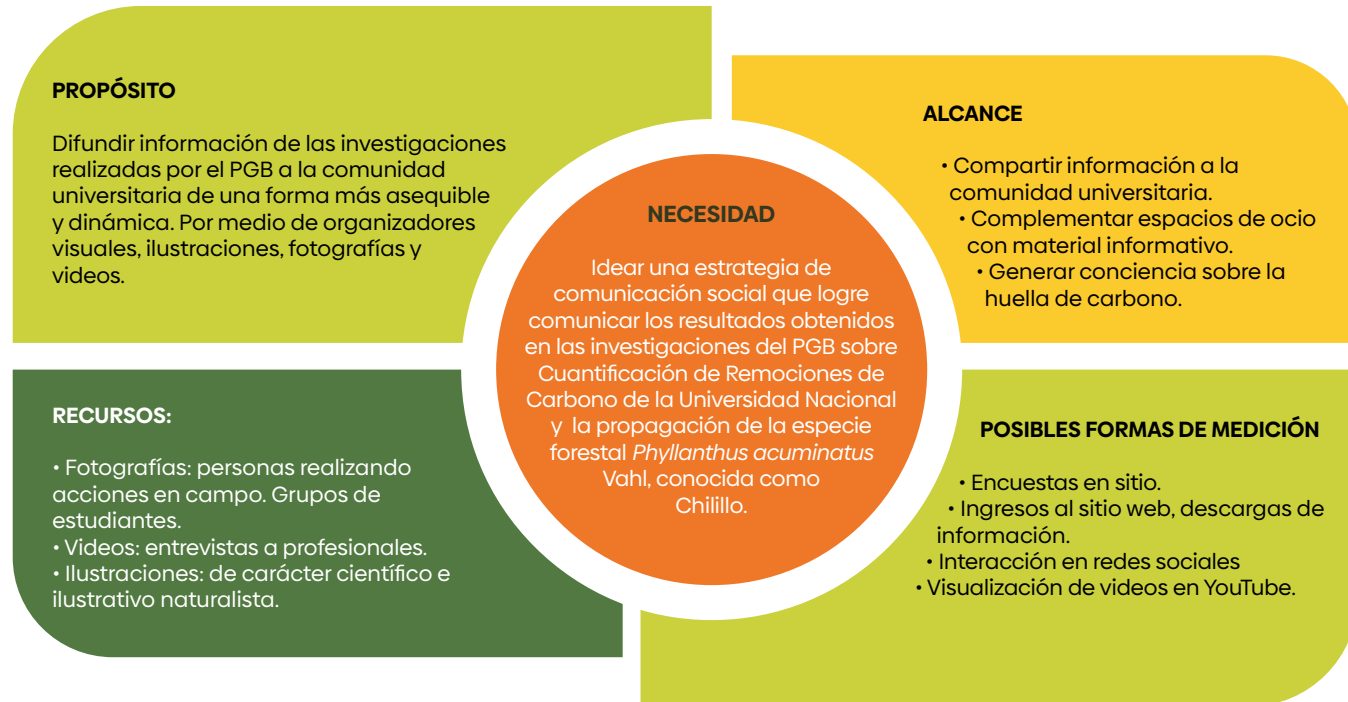 PROPÓSITO
Difundir información de las investigaciones
realizadas por el PGB a la comunidad
universitaria de una forma más asequible
y dinámica. Por medio de organizadores
visuales, ilustraciones, fotografías y
videos.
ALCANCE
• Compartir información a la
comunidad universitaria.
• Complementar espacios de ocio
con material informativo.
• Generar conciencia sobre la
huella de carbono.
NECESIDAD
Idear una estrategia de
comunicación social que logre
comunicar los resultados obtenidos
en las investigaciones del PGB sobre
Cuantificación de Remociones de
Carbono de la Universidad Nacional
y la propagación de la especie
forestal Phyllanthus acuminatus
Vahl, conocida como
Chilillo.
RECURSOS:
• Fotografías: personas realizando
acciones en campo. Grupos de
estudiantes.
• Videos: entrevistas a profesionales.
• Ilustraciones: de carácter científico e
ilustrativo naturalista.
POSIBLES FORMAS DE MEDICIÓN
• Encuestas en sitio.
• Ingresos al sitio web, descargas de
información.
• Interacción en redes sociales
• Visualización de videos en YouTube.